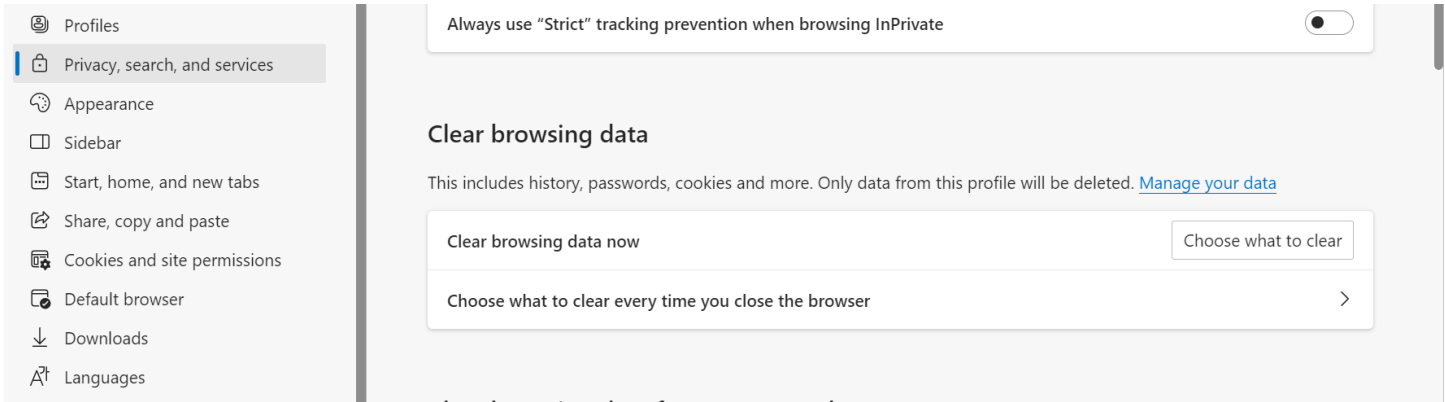 Profiles
Privacy, search, and services
Appearance
Sidebar
Start, home, and new tabs
Share, copy and paste
Cookies and site permissions
Default browser
Downloads
Languages
Always use “Strict” tracking prevention when browsing InPrivate
Clear browsing data
This includes history, passwords, cookies and more. Only data from this profile will be deleted. Manage your data
Clear browsing data now
Choose what to clear
Choose what to clear every time you close the browser